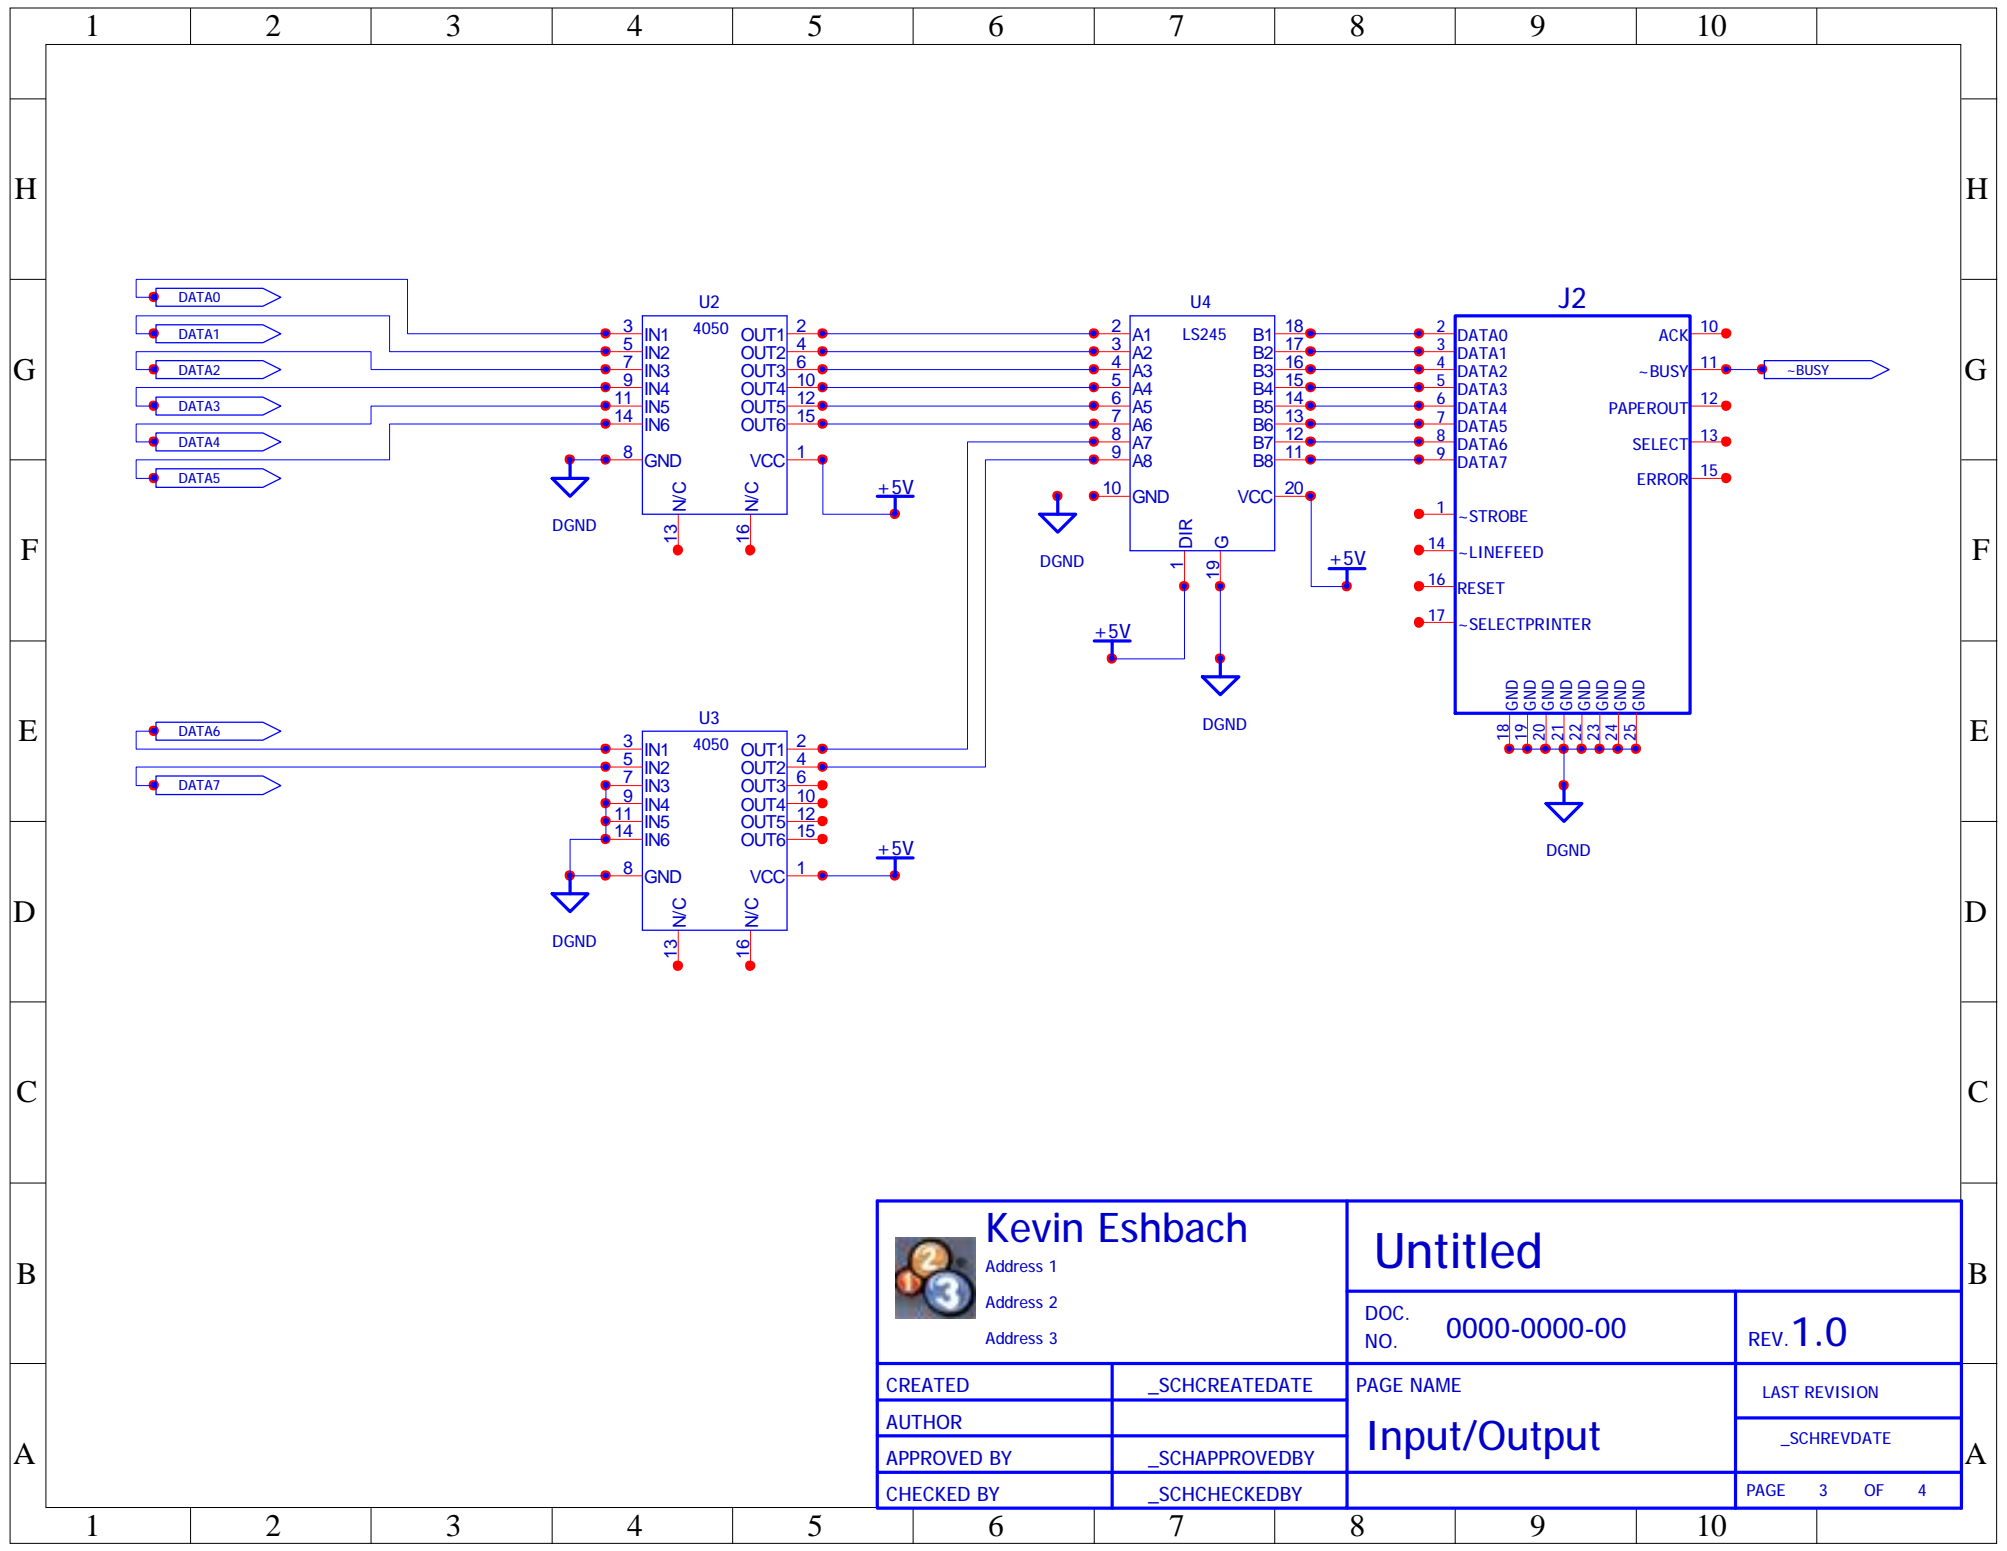 1 2 3 4 5 6 7 8 9 10
H H
G G
F F
E E
D D
C C
B B
A A
DATA0
DATA1
DATA2
DATA3
DATA4
DATA5
U2
4050
3 IN1 OUT1 2
5 IN2 OUT2 4
7 IN3 OUT3 6
9 IN4 OUT4 10
11 IN5 OUT5 12
14 IN6 OUT6 15
8 GND VCC 1
N/C N/C
13 16
DGND
+5V
U4
LS245
2 A1 B1 18
3 A2 B2 17
4 A3 B3 16
5 A4 B4 15
6 A5 B5 14
7 A6 B6 13
8 A7 B7 12
9 A8 B8 11
10 GND VCC 20
DIR G
1 19
DGND
+5V
+5V
DGND
J2
2 DATA0 ACK 10
3 DATA1
4 DATA2 ~BUSY 11
5 DATA3
6 DATA4 PAPEROUT 12
7 DATA5
8 DATA6 SELECT 13
9 DATA7
ERROR 15
1 ~STROBE
14 ~LINEFEED
16 RESET
17 ~SELECTPRINTER
GND GND GND GND GND GND GND GND
18 19 20 21 22 23 24 25
DGND
~BUSY
DATA6
DATA7
U3
4050
3 IN1 OUT1 2
5 IN2 OUT2 4
7 IN3 OUT3 6
9 IN4 OUT4 10
11 IN5 OUT5 12
14 IN6 OUT6 15
8 GND VCC 1
N/C N/C
13 16
DGND
+5V
1 2 3
Kevin Eshbach
Address 1
Address 2
Address 3
Untitled
DOC.
NO. 0000-0000-00
REV. 1.0
CREATED _SCHCREATEDATE
AUTHOR
APPROVED BY _SCHAPPROVEDBY
CHECKED BY _SCHCHECKEDBY
PAGE NAME
Input/Output
LAST REVISION
_SCHREVDATE
PAGE 3 OF 4
1 2 3 4 5 6 7 8 9 10